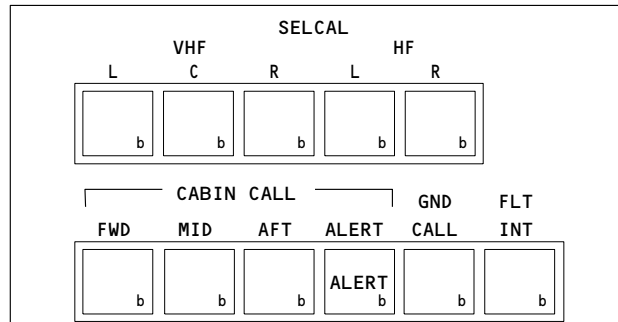 SELCAL
VHF HF
L C R L R
b b b b b
CABIN CALL
GND FLT
FWD MID AFT ALERT CALL INT
ALERT
b b b b b b